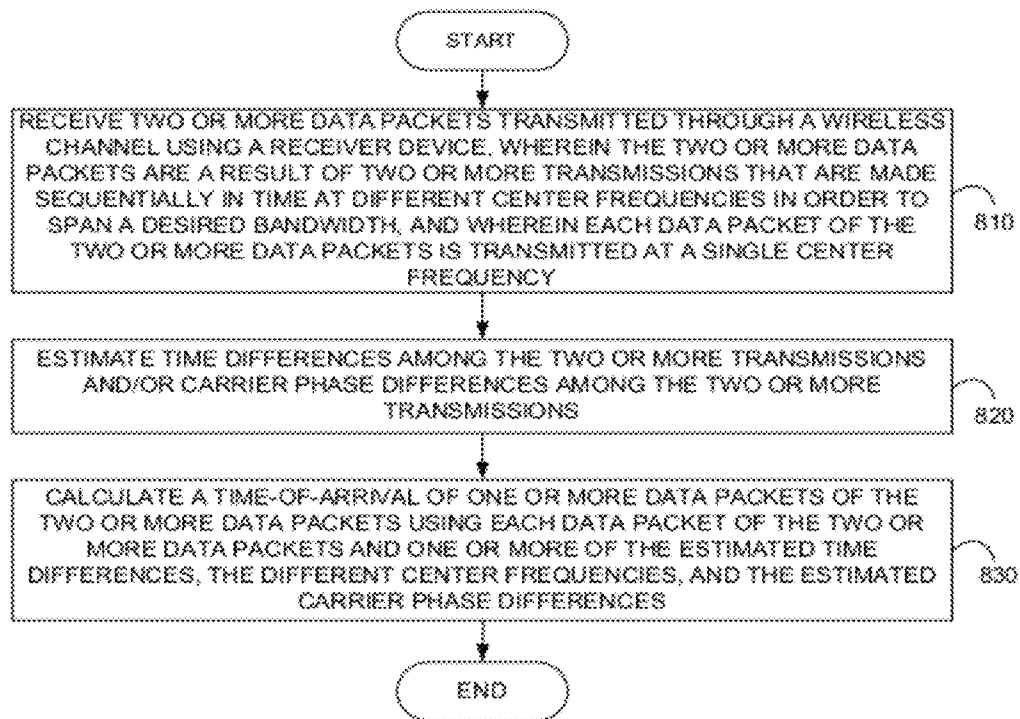 START
RECEIVE TWO OR MORE DATA PACKETS TRANSMITTED THROUGH A WIRELESS
CHANNEL USING A RECEIVER DEVICE, WHEREIN THE TWO OR MORE DATA
PACKETS ARE A RESULT OF TWO OR MORE TRANSMISSIONS THAT ARE MADE
SEQUENTIALLY IN TIME AT DIFFERENT CENTER FREQUENCIES IN ORDER TO
SPAN A DESIRED BANDWIDTH, AND WHEREIN EACH DATA PACKET OF THE
TWO OR MORE DATA PACKETS IS TRANSMITTED AT A SINGLE CENTER
FREQUENCY
810
ESTIMATE TIME DIFFERENCES AMONG THE TWO OR MORE TRANSMISSIONS
AND/OR CARRIER PHASE DIFFERENCES AMONG THE TWO OR MORE
TRANSMISSIONS
820
CALCULATE A TIME-OF-ARRIVAL OF ONE OR MORE DATA PACKETS OF THE
TWO OR MORE DATA PACKETS USING EACH DATA PACKET OF THE TWO OR
MORE DATA PACKETS AND ONE OR MORE OF THE ESTIMATED TIME
DIFFERENCES, THE DIFFERENT CENTER FREQUENCIES, AND THE ESTIMATED
CARRIER PHASE DIFFERENCES
830
END